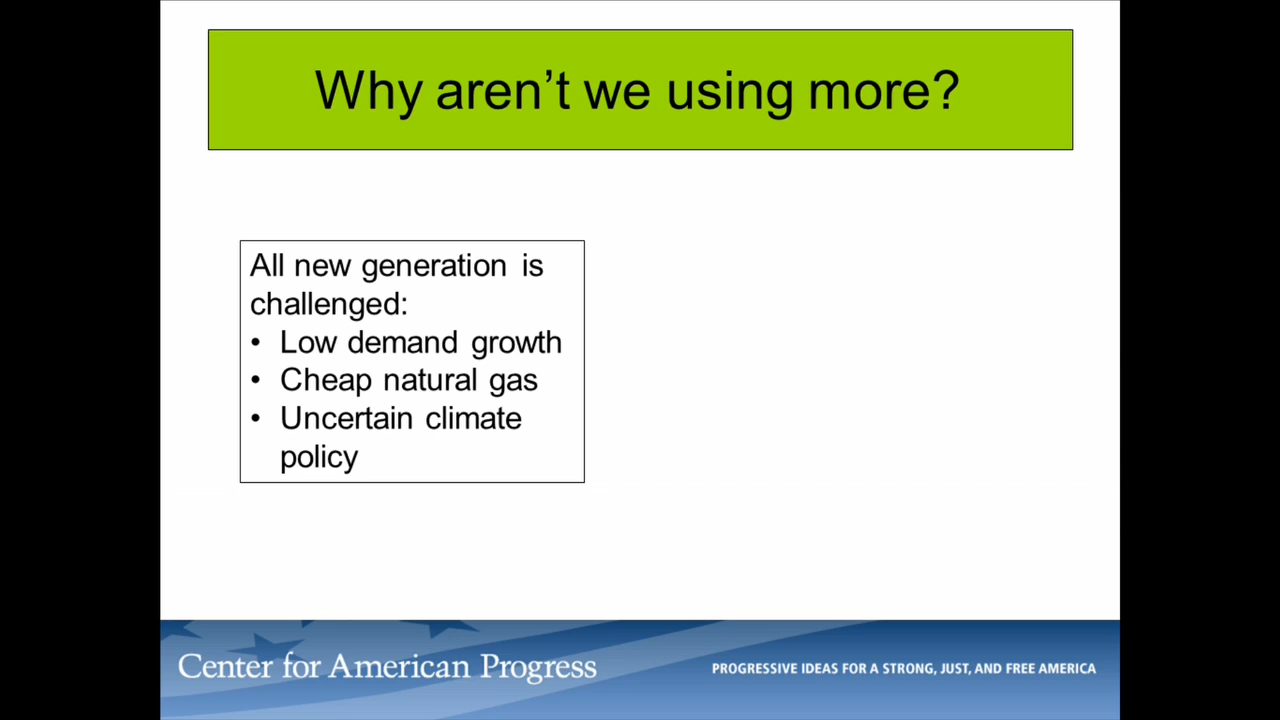 Why aren’t we using more?
All new generation is
challenged:
• Low demand growth
• Cheap natural gas
• Uncertain climate
policy
Center for American Progress
PROGRESSIVE IDEAS FOR A STRONG, JUST, AND FREE AMERICA